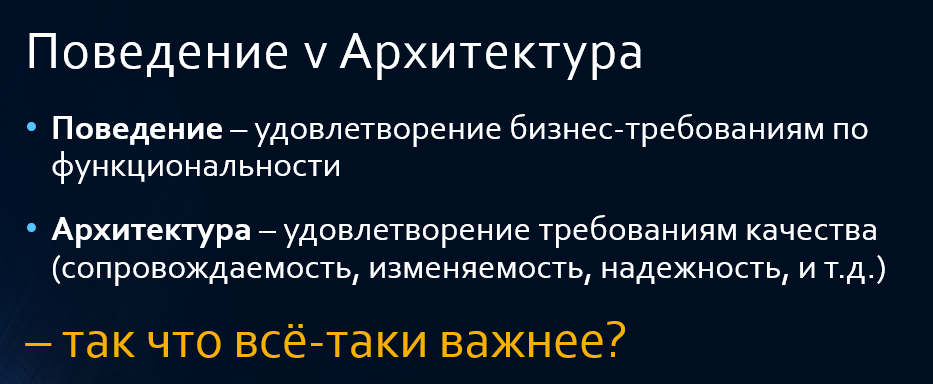 Поведение v Архитектура
• Поведение – удовлетворение бизнес-требованиям по
функциональности
• Архитектура – удовлетворение требованиям качества
(сопровождаемость, изменяемость, надежность, и т.д.)
– так что всё-таки важнее?